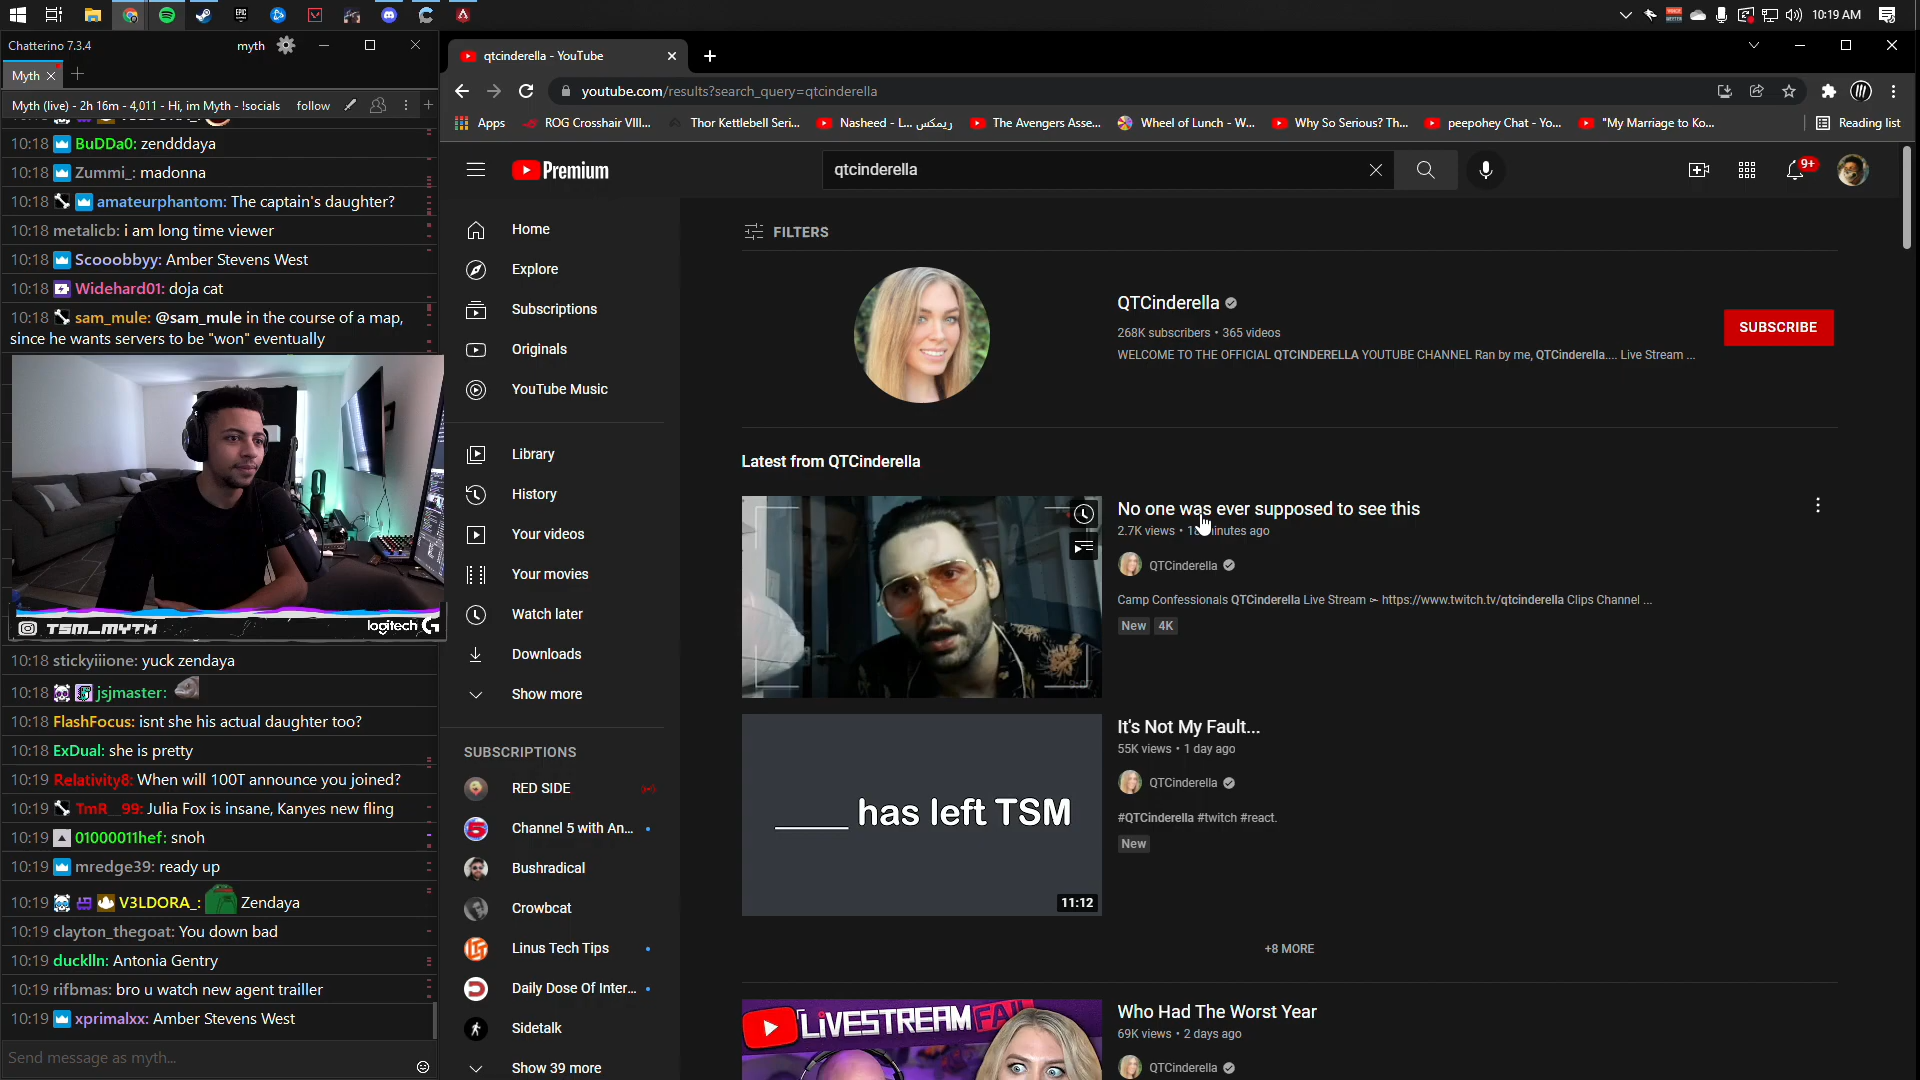 10:19 AM
Chatterino 7.3.4
myth
Myth
Myth (live) - 2h 16m - 4,011 - Hi, im Myth - !socials
follow
10:18 BuDDa0: zendddaya
10:18 Zummi_: madonna
10:18 amateurphantom: The captain's daughter?
10:18 metalicb: i am long time viewer
10:18 Scooobbyy: Amber Stevens West
10:18 Widehard01: doja cat
10:18 sam_mule: @sam_mule in the course of a map,
since he wants servers to be "won" eventually
TSM_MYTH
logitech G
10:18 stickyiiione: yuck zendaya
10:18 jsjmaster:
10:18 FlashFocus: isnt she his actual daughter too?
10:18 ExDual: she is pretty
10:19 Relativity8: When will 100T announce you joined?
10:19 TmR__99: Julia Fox is insane, Kanyes new fling
10:19 01000011hef: snoh
10:19 mredge39: ready up
10:19 V3LDORA_: Zendaya
10:19 clayton_thegoat: You down bad
10:19 ducklln: Antonia Gentry
10:19 rifbmas: bro u watch new agent trailler
10:19 xprimalxx: Amber Stevens West
Send message as myth...
qtcinderella - YouTube
youtube.com/results?search_query=qtcinderella
Apps
ROG Crosshair VIII...
Thor Kettlebell Seri...
Nasheed - L... ريمكس
The Avengers Asse...
Wheel of Lunch - W...
Why So Serious? Th...
peepohey Chat - Yo...
"My Marriage to Ko...
Reading list
Premium
qtcinderella
9+
Home
Explore
Subscriptions
Originals
YouTube Music
Library
History
Your videos
Your movies
Watch later
Downloads
Show more
SUBSCRIPTIONS
RED SIDE
Channel 5 with An...
Bushradical
Crowbcat
Linus Tech Tips
Daily Dose Of Inter...
Sidetalk
Show 39 more
FILTERS
QTCinderella
268K subscribers • 365 videos
WELCOME TO THE OFFICIAL QTCINDERELLA YOUTUBE CHANNEL Ran by me, QTCinderella.... Live Stream ...
SUBSCRIBE
Latest from QTCinderella
No one was ever supposed to see this
2.7K views • minutes ago
QTCinderella
Camp Confessionals QTCinderella Live Stream ➣ https://www.twitch.tv/qtcinderella Clips Channel ...
New 4K
____ has left TSM
11:12
It's Not My Fault...
55K views • 1 day ago
QTCinderella
#QTCinderella #twitch #react.
New
+8 MORE
LIVESTREAM FAIL
Who Had The Worst Year
69K views • 2 days ago
QTCinderella